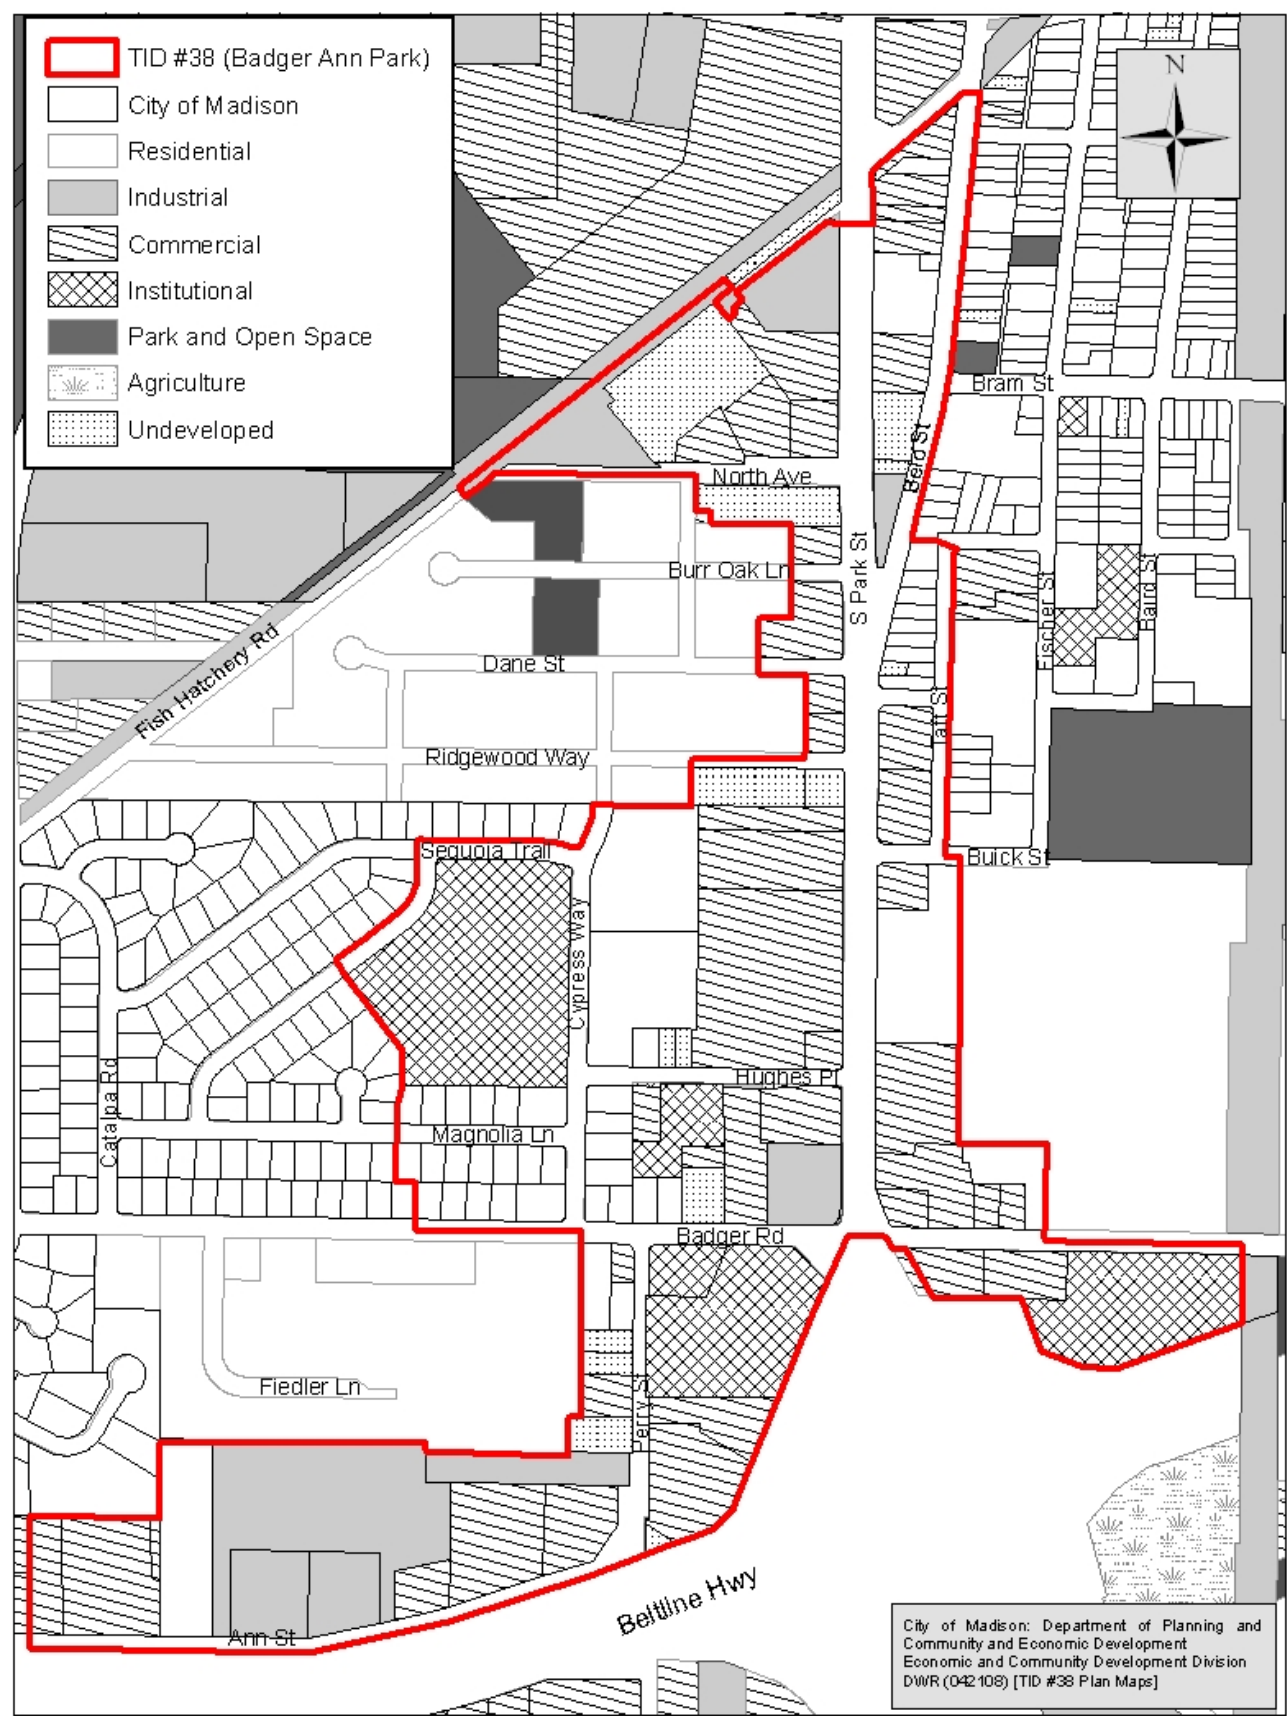 TID #38 (Badger Ann Park)
City of Madison
Residential
Industrial
Commercial
Institutional
Park and Open Space
Agriculture
Undeveloped
N
Bram St
Beld St
North Ave
S Park St
Burr Oak Ln
Fischer St
Baird St
Dane St
Fish Hatchery Rd
Taft St
Ridgewood Way
Sequoia Trail
Buick St
Cypress Way
Catalpa Rd
Hughes Pl
Magnolia Ln
Badger Rd
Fiedler Ln
Perry St
Beltline Hwy
Ann St
City of Madison: Department of Planning and
Community and Economic Development
Economic and Community Development Division
DWR (042108) [TID #38 Plan Maps]